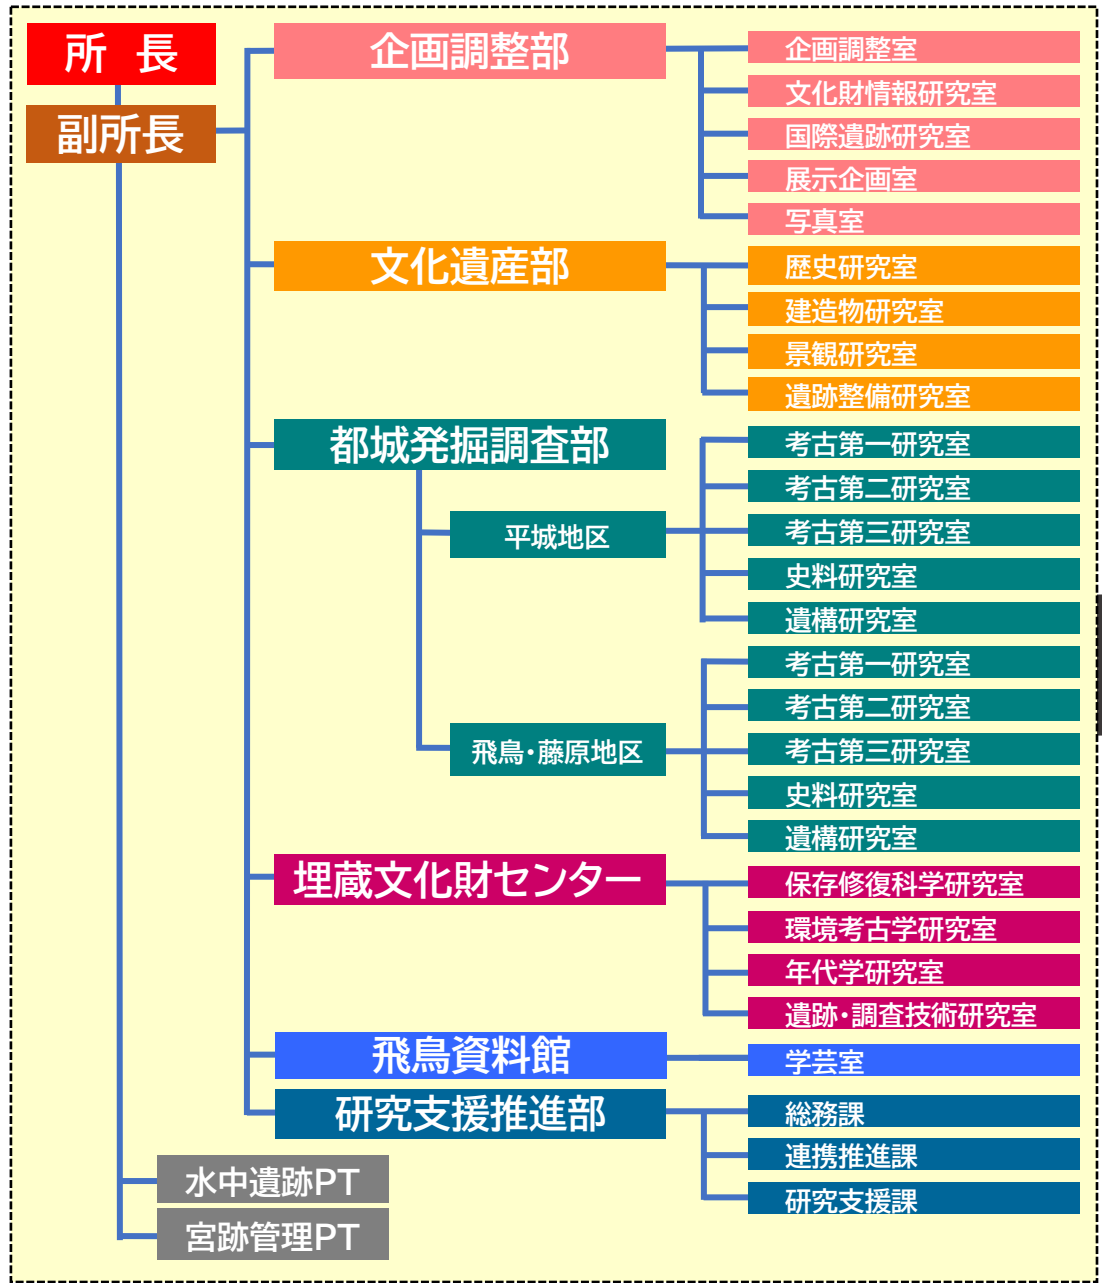 所 長
副所長
企画調整部
企画調整室
文化財情報研究室
国際遺跡研究室
展示企画室
写真室
文化遺産部
歴史研究室
建造物研究室
景観研究室
遺跡整備研究室
都城発掘調査部
平城地区
考古第一研究室
考古第二研究室
考古第三研究室
史料研究室
遺構研究室
飛鳥・藤原地区
考古第一研究室
考古第二研究室
考古第三研究室
史料研究室
遺構研究室
埋蔵文化財センター
保存修復科学研究室
環境考古学研究室
年代学研究室
遺跡・調査技術研究室
飛鳥資料館
学芸室
研究支援推進部
総務課
連携推進課
研究支援課
水中遺跡PT
宮跡管理PT